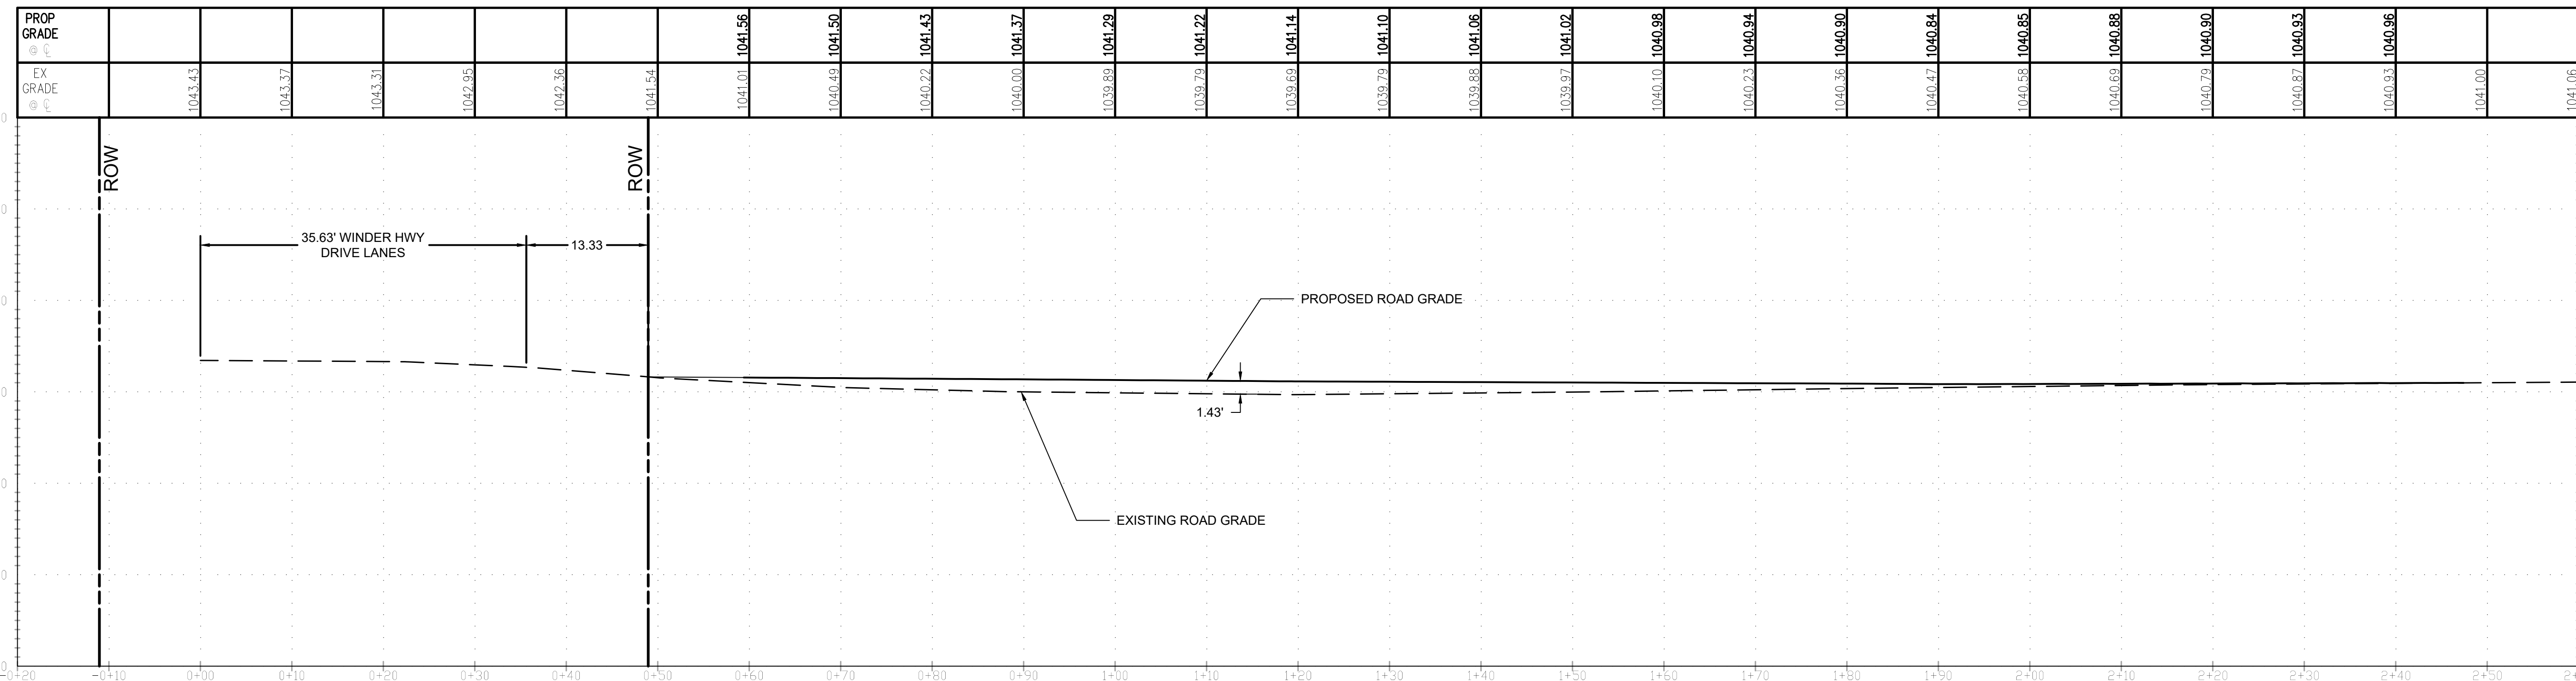 PROP
GRADE
@ ℄
1041.56 1041.50 1041.43 1041.37 1041.29 1041.22 1041.14 1041.10 1041.06 1041.02 1040.98 1040.94 1040.90 1040.84 1040.85 1040.88 1040.90 1040.93 1040.96
EX
GRADE
@ ℄
1043.43 1043.37 1043.31 1042.95 1042.36 1041.54 1041.01 1040.49 1040.22 1040.00 1039.89 1039.79 1039.69 1039.79 1039.88 1039.97 1040.10 1040.23 1040.36 1040.47 1040.58 1040.69 1040.79 1040.87 1040.93 1041.00 1041.06
ROW
ROW
35.63' WINDER HWY
DRIVE LANES
13.33
PROPOSED ROAD GRADE
1.43'
EXISTING ROAD GRADE
-0+20 -0+10 0+00 0+10 0+20 0+30 0+40 0+50 0+60 0+70 0+80 0+90 1+00 1+10 1+20 1+30 1+40 1+50 1+60 1+70 1+80 1+90 2+00 2+10 2+20 2+30 2+40 2+50